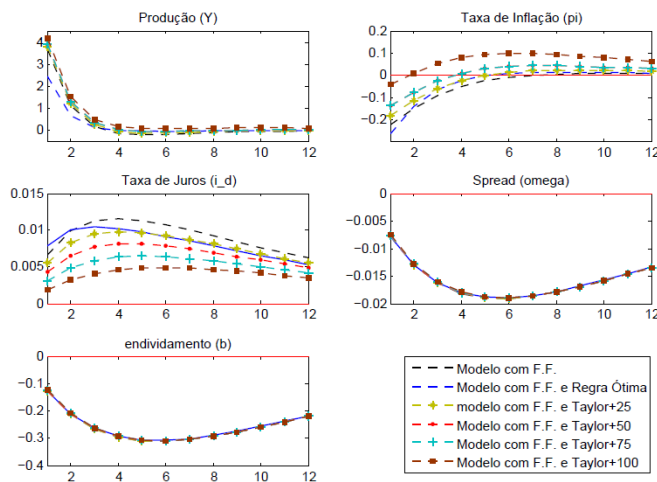 Produção (Y)
4
3
2
1
0
2 4 6 8 10 12
Taxa de Inflação (pi)
0.2
0.1
0
−0.1
−0.2
2 4 6 8 10 12
Taxa de Juros (i_d)
0.015
0.01
0.005
0
2 4 6 8 10 12
Spread (omega)
0
−0.005
−0.01
−0.015
−0.02
2 4 6 8 10 12
endividamento (b)
0
−0.1
−0.2
−0.3
−0.4
2 4 6 8 10 12
Modelo com F.F.
Modelo com F.F. e Regra Ótima
modelo com F.F. e Taylor+25
Modelo com F.F. e Taylor+50
Modelo com F.F. e Taylor+75
Modelo com F.F. e Taylor+100